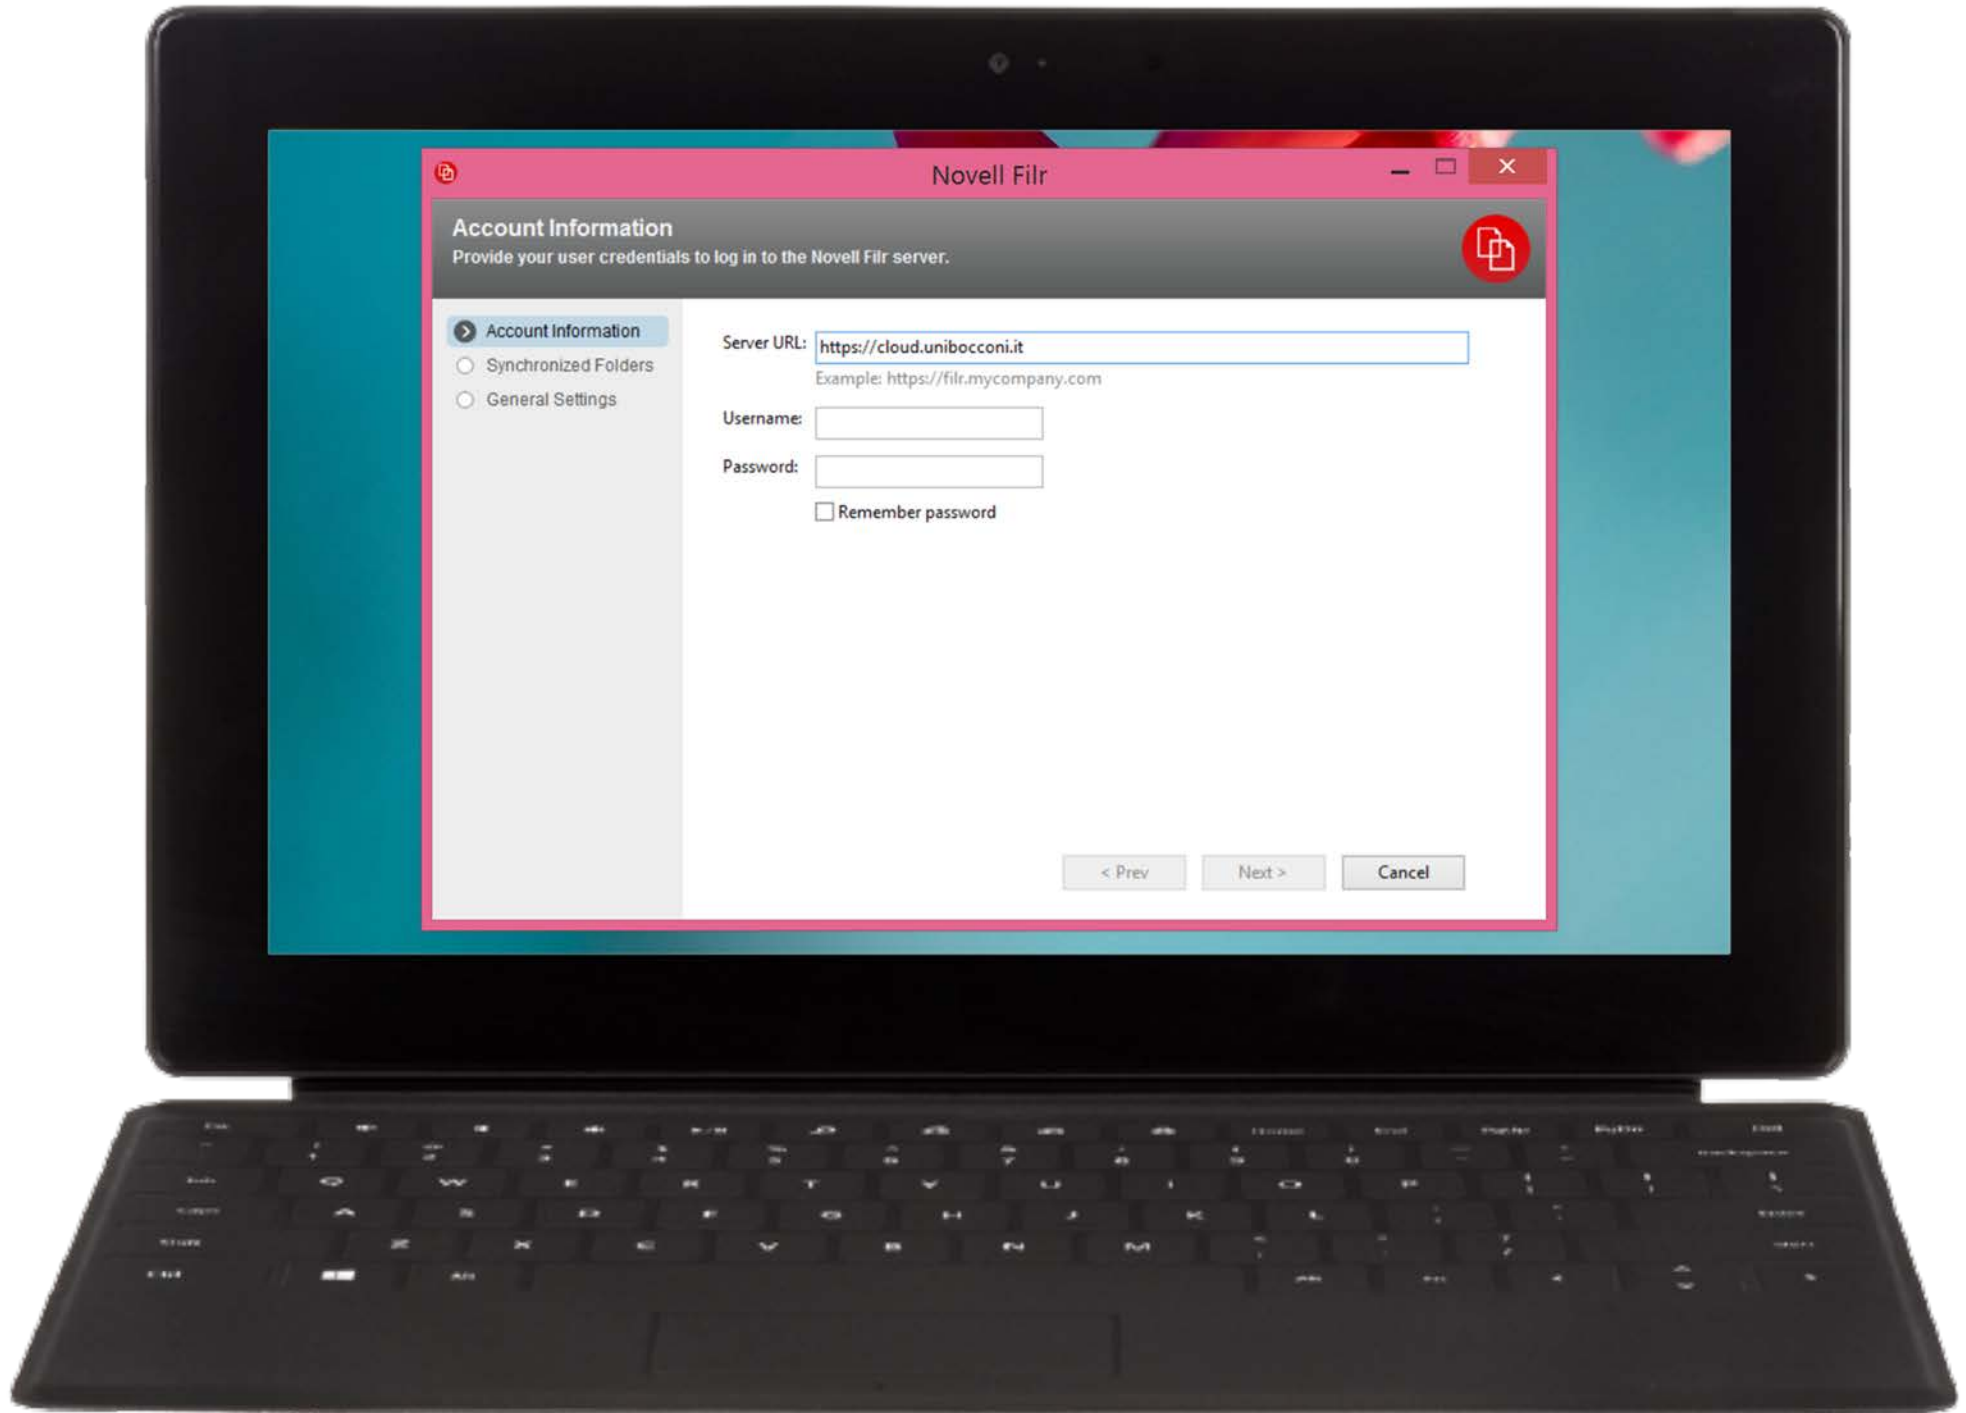 Novell Filr
Account Information
Provide your user credentials to log in to the Novell Filr server.
Account Information
Synchronized Folders
General Settings
Server URL: https://cloud.unibocconi.it
Example: https://filr.mycompany.com
Username:
Password:
Remember password
< Prev Next > Cancel
Q W T U I O P
A S F G H J K L
Z X C V B N M
Alt